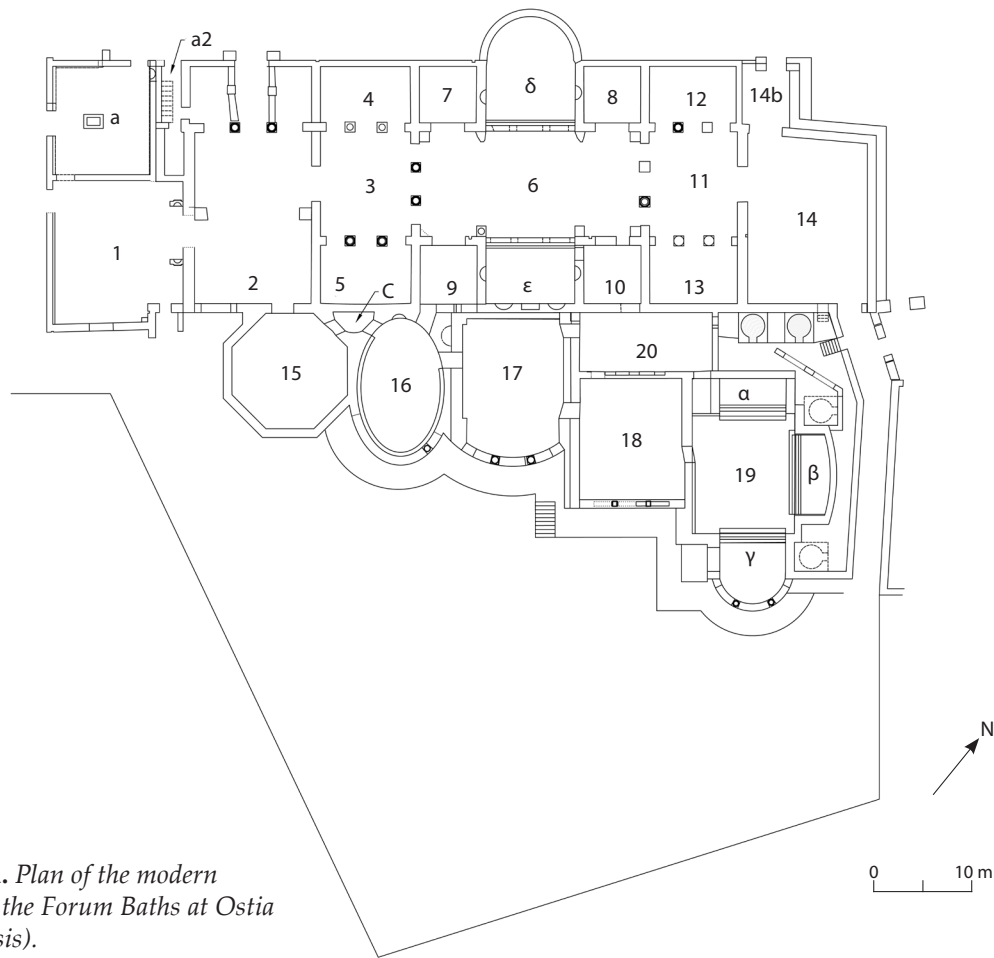 a2
a
4
7
δ
8
12
14b
3
6
11
14
1
2
5
C
9
ε
10
13
15
16
17
20
α
18
19
β
γ
N
0 10 m
. Plan of the modern
the Forum Baths at Ostia
sis).